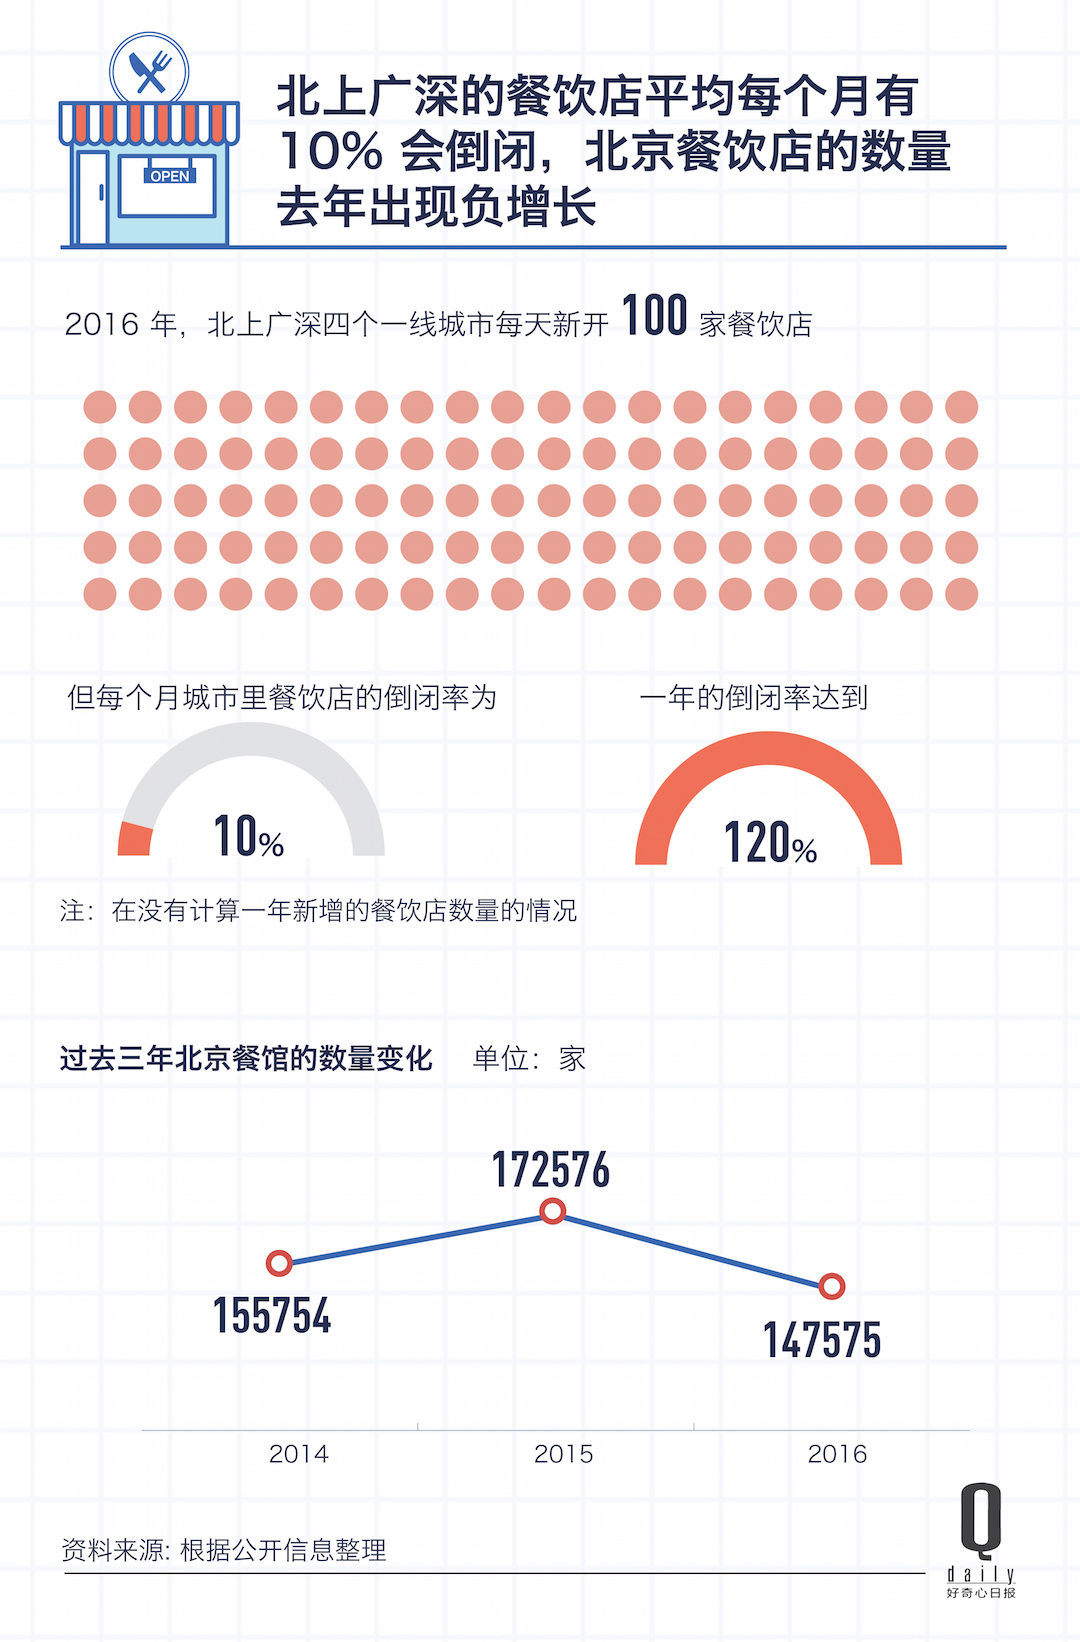 OPEN
北上广深的餐饮店平均每个月有
10% 会倒闭，北京餐饮店的数量
去年出现负增长
2016 年，北上广深四个一线城市每天新开 100 家餐饮店
但每个月城市里餐饮店的倒闭率为
10%
一年的倒闭率达到
120%
注：在没有计算一年新增的餐饮店数量的情况
过去三年北京餐馆的数量变化 单位：家
172576
155754
147575
2014 2015 2016
资料来源: 根据公开信息整理
Q
daily
好奇心日报